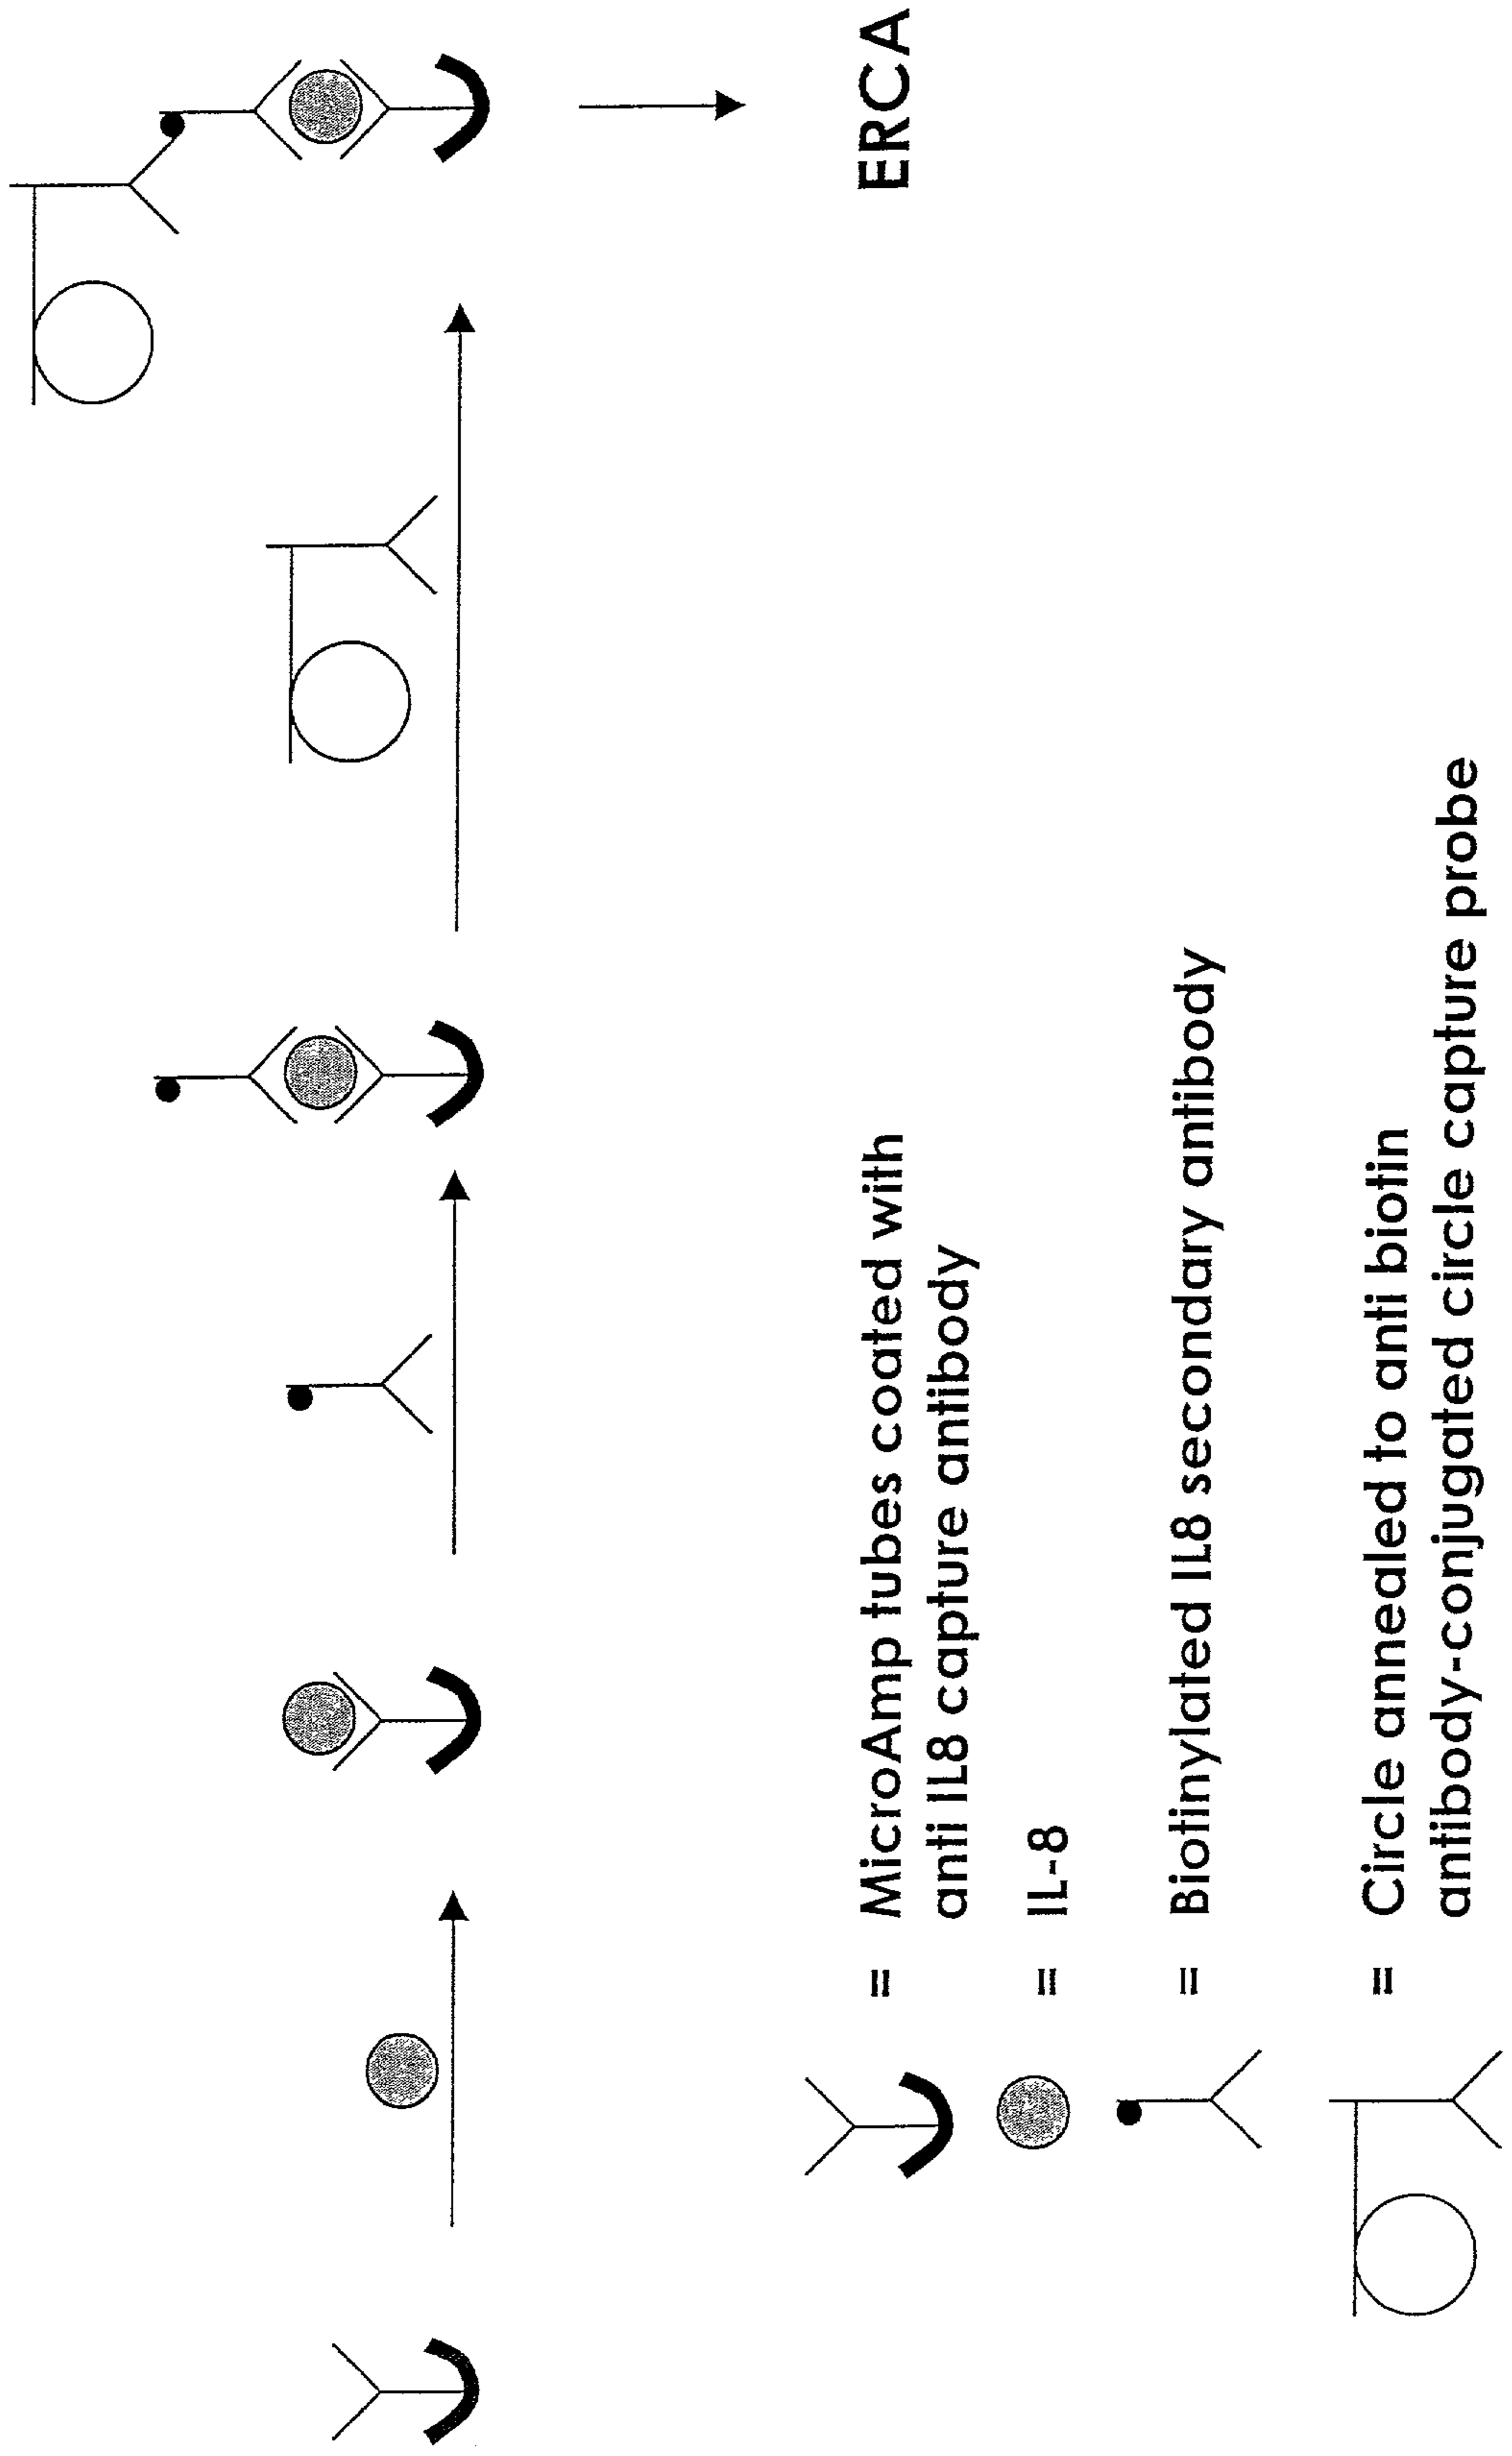 ERCA
= MicroAmp tubes coated with
anti IL8 capture antibody
= IL-8
= Biotinylated IL8 secondary antibody
= Circle annealed to anti biotin
antibody-conjugated circle capture probe